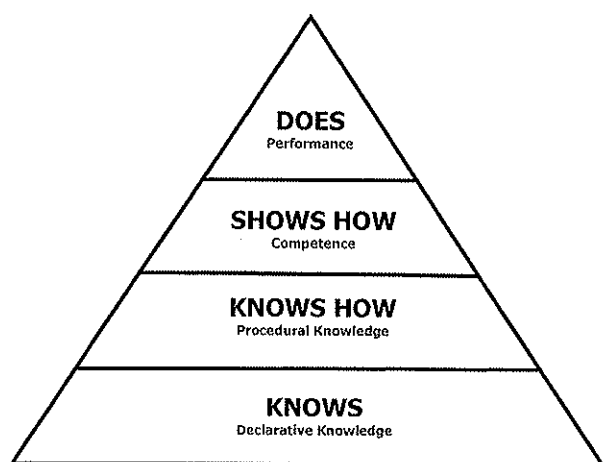 DOES
Performance
SHOWS HOW
Competence
KNOWS HOW
Procedural Knowledge
KNOWS
Declarative Knowledge